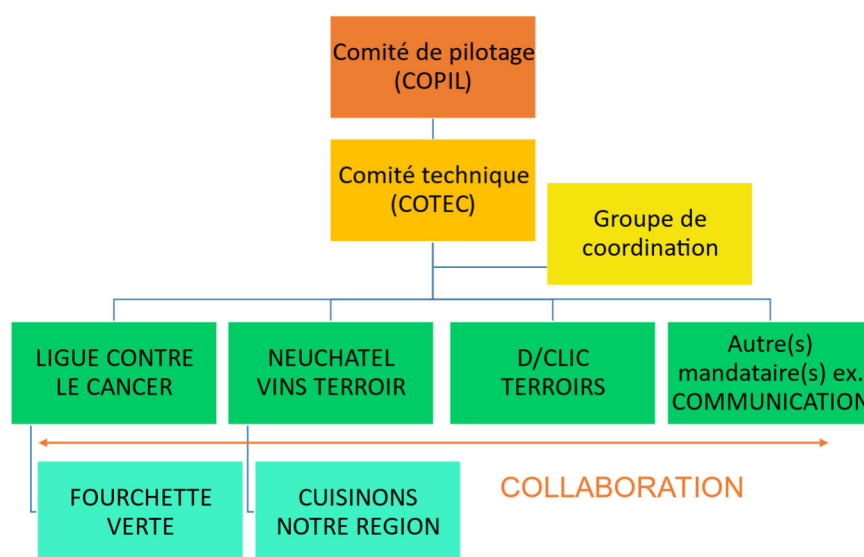 Comité de pilotage
(COPIL)
Comité technique
(COTEC)
Groupe de
coordination
LIGUE CONTRE
LE CANCER
NEUCHATEL
VINS TERROIR
D/CLIC
TERROIRS
Autre(s)
mandataire(s) ex.
COMMUNICATION
COLLABORATION
FOURCHETTE
VERTE
CUISINONS
NOTRE REGION